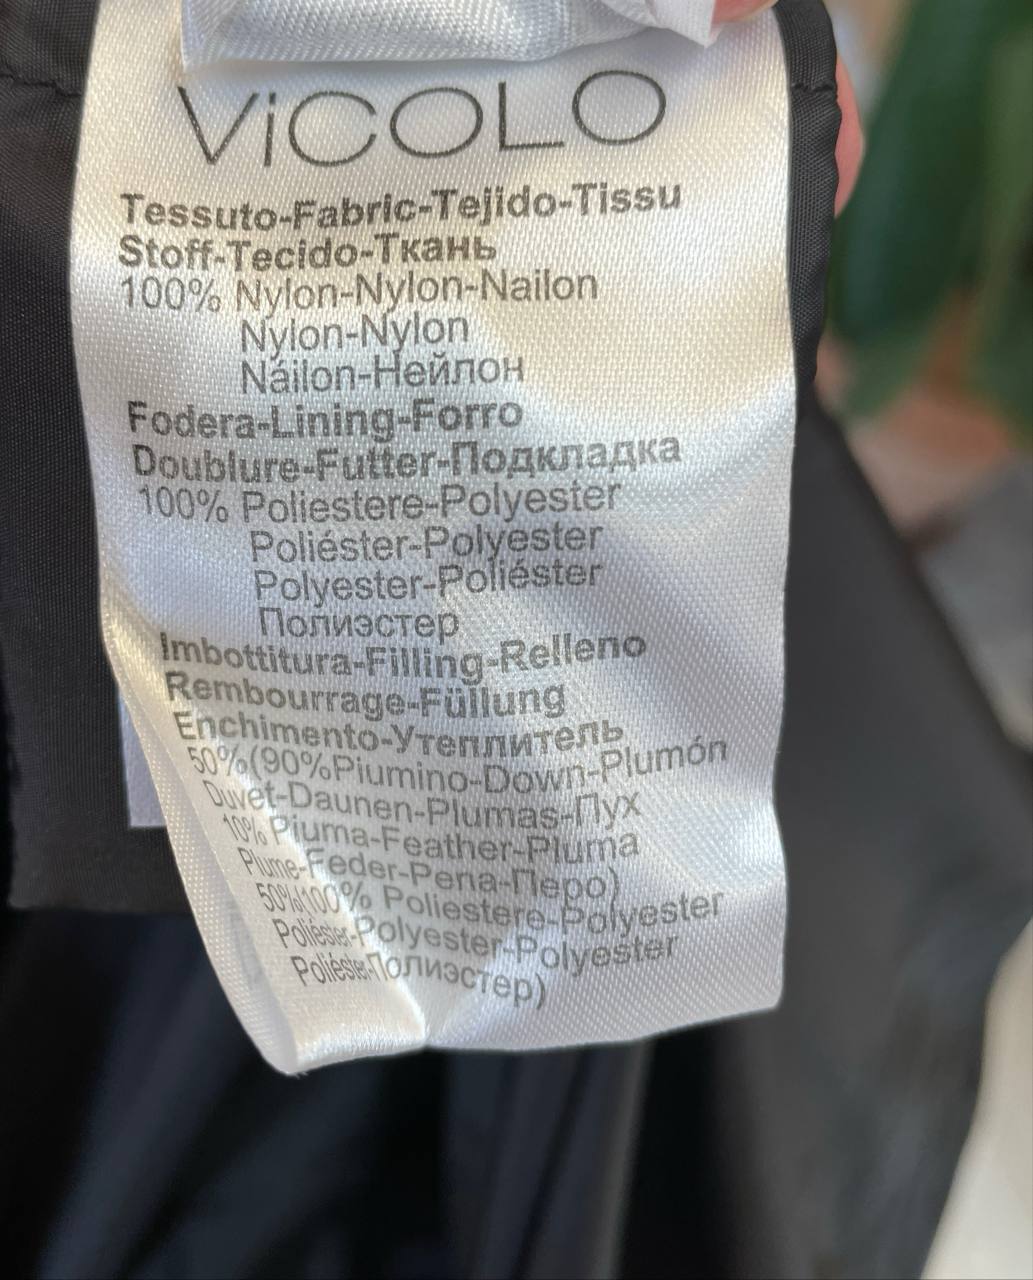 ViCOLO
Tessuto-Fabric-Tejido-Tissu
Stoff-Tecido-Ткань
100% Nylon-Nylon-Nailon
Nylon-Nylon
Náilon-Нейлон
Fodera-Lining-Forro
Doublure-Futter-Подкладка
100% Poliestere-Polyester
Poliéster-Polyester
Polyester-Poliéster
Полиэстер
Imbottitura-Filling-Relleno
Rembourrage-Füllung
Enchimento-Утеплитель
50%(90%Piumino-Down-Plumón
Duvet-Daunen-Plumas-Пух
10% Piuma-Feather-Pluma
Plume-Feder-Pena-Перо)
50%(100% Poliestere-Polyester
Poliéster-Polyester-Polyester
Poliéster-Полиэстер)